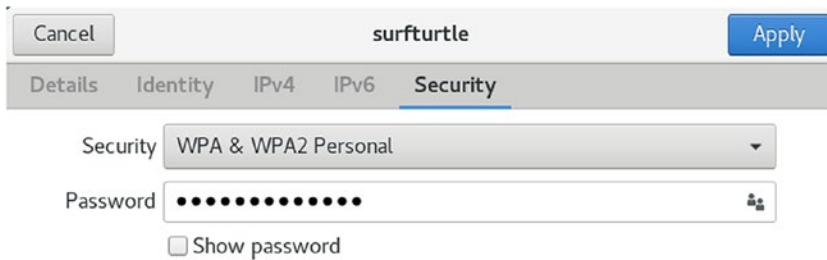 Cancel surfturtle Apply
Details Identity IPv4 IPv6 Security
Security WPA & WPA2 Personal
Password •••••••••••••
Show password